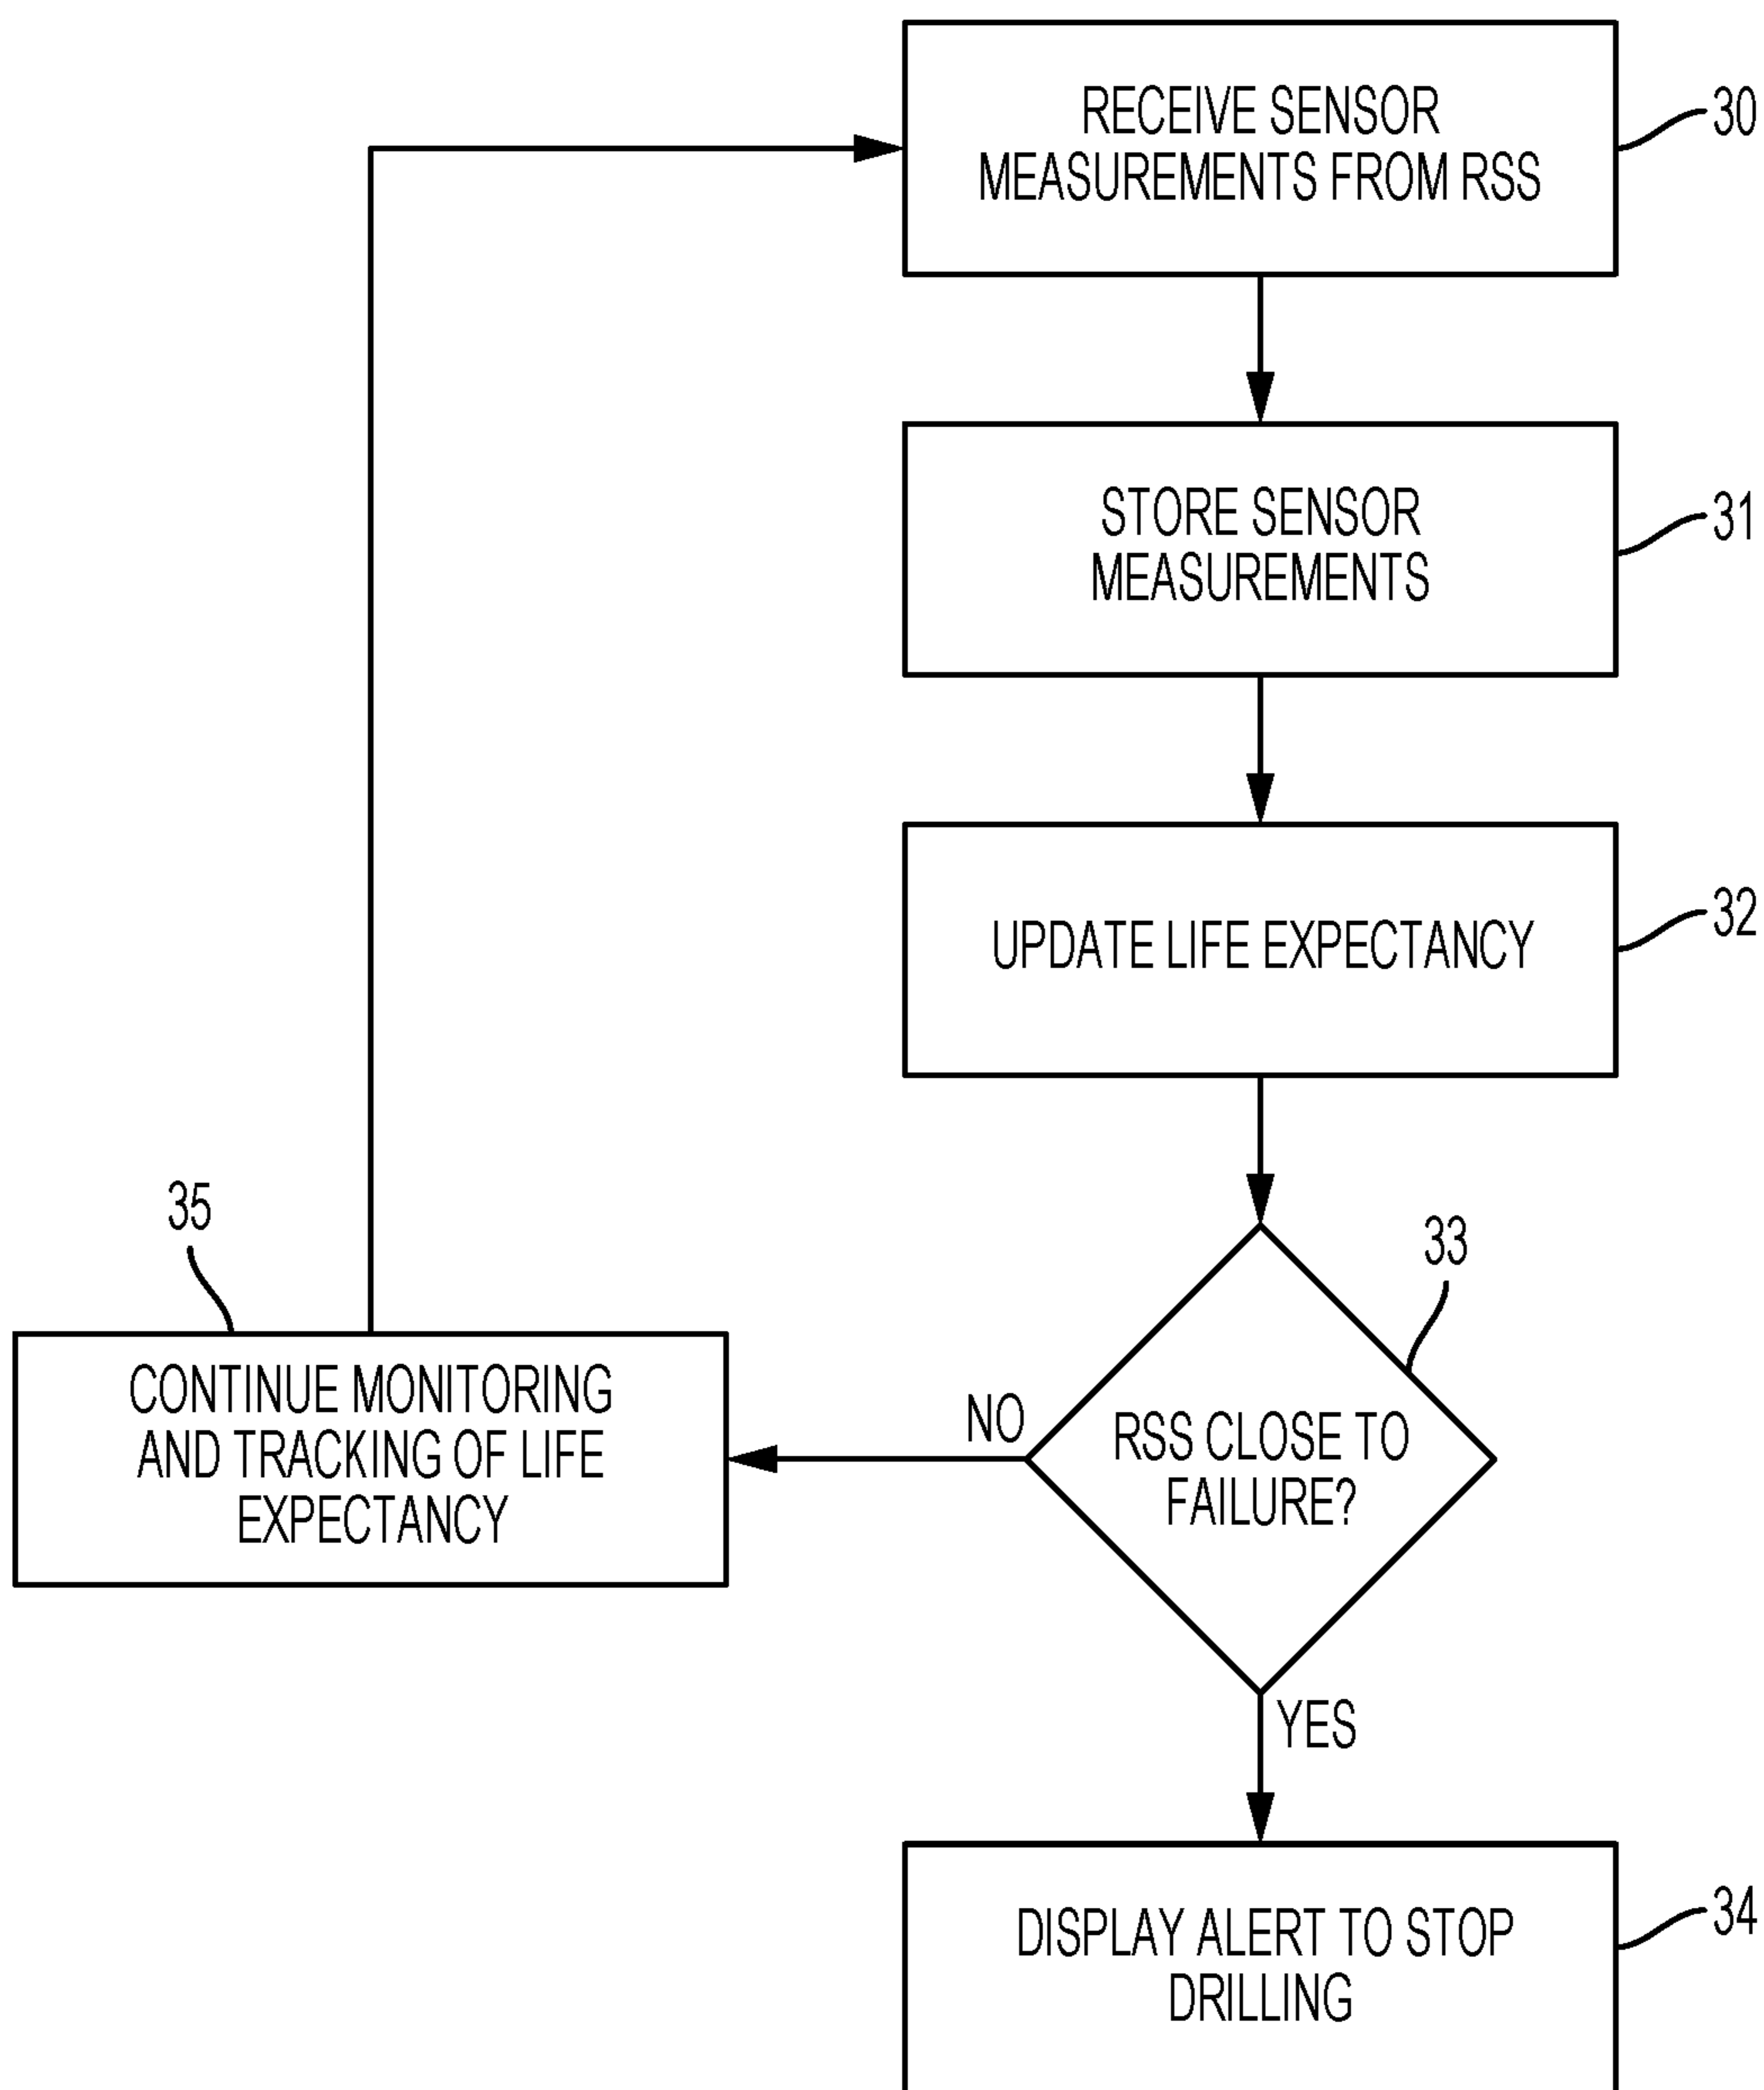 RECEIVE SENSOR
MEASUREMENTS FROM RSS
30
STORE SENSOR
MEASUREMENTS
31
UPDATE LIFE EXPECTANCY
32
35
33
CONTINUE MONITORING
AND TRACKING OF LIFE
EXPECTANCY
NO
RSS CLOSE TO
FAILURE?
YES
DISPLAY ALERT TO STOP
DRILLING
34